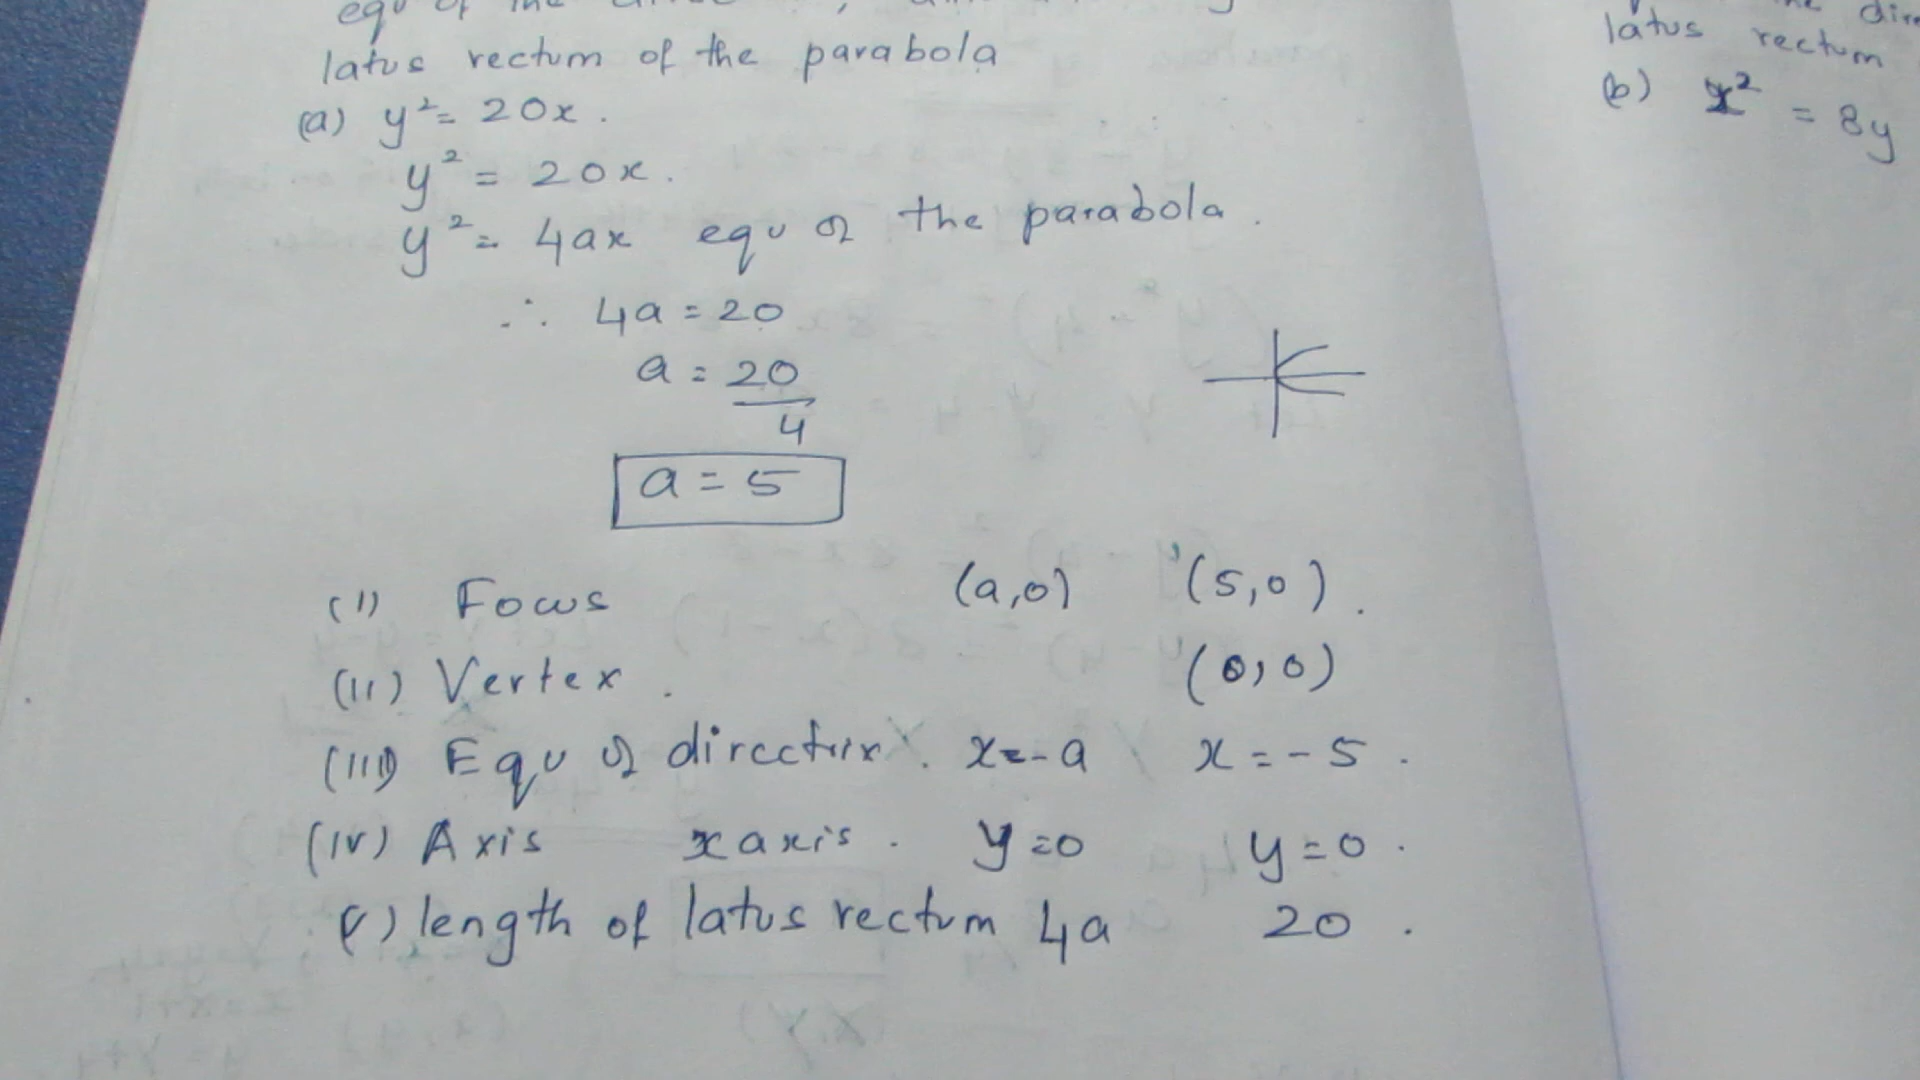 latus rectum of the parabola
(a) y² = 20x.
y² = 20x.
y² = 4ax equ of the parabola.
∴ 4a = 20
a = 20
4
a = 5
(i) Focus (a,0) (5,0).
(ii) Vertex. (0,0)
(iii) Equ of directrix. x=-a x = -5.
(iv) Axis x axis. y=0 y=0.
(v) length of latus rectum 4a 20.
latus rectum
(b) x² = 8y